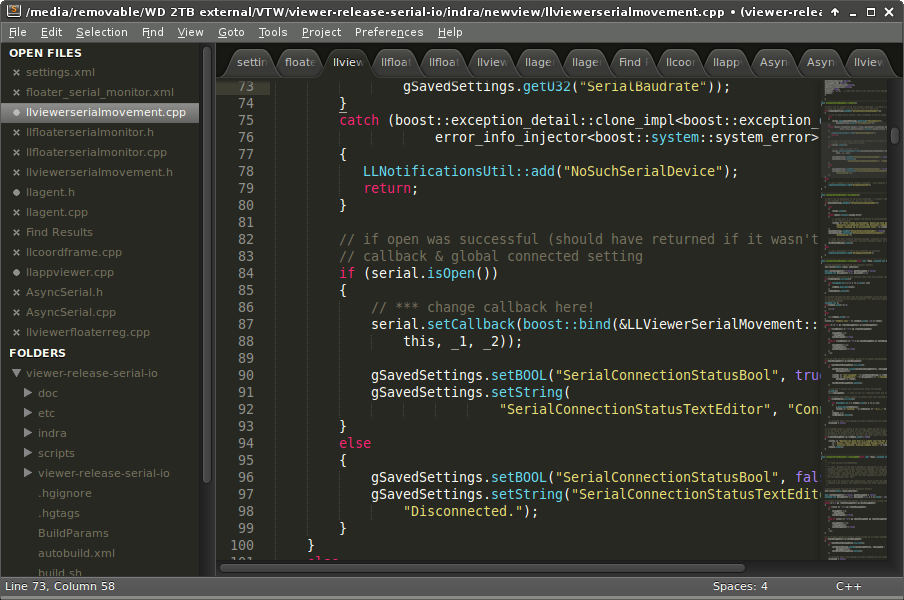 /media/removable/WD 2TB external/VTW/viewer-release-serial-io/indra/newview/llviewerserialmovement.cpp • (viewer-relea
File Edit Selection Find View Goto Tools Project Preferences Help
OPEN FILES
settings.xml
floater_serial_monitor.xml
llviewerserialmovement.cpp
llfloaterserialmonitor.h
llfloaterserialmonitor.cpp
llviewerserialmovement.h
llagent.h
llagent.cpp
Find Results
llcoordframe.cpp
llappviewer.cpp
AsyncSerial.h
AsyncSerial.cpp
llviewerfloaterreg.cpp
FOLDERS
viewer-release-serial-io
doc
etc
indra
scripts
viewer-release-serial-io
.hgignore
.hgtags
BuildParams
autobuild.xml
build.sh
settin floate llview llfloat llfloat llview llage llage Find llcoo llapp Asyn Asyn llview
73 gSavedSettings.getU32("SerialBaudrate"));
74 }
75 catch (boost::exception_detail::clone_impl<boost::exception_
76 error_info_injector<boost::system::system_error>
77 {
78 LLNotificationsUtil::add("NoSuchSerialDevice");
79 return;
80 }
81
82 // if open was successful (should have returned if it wasn't
83 // callback & global connected setting
84 if (serial.isOpen())
85 {
86 // *** change callback here!
87 serial.setCallback(boost::bind(&LLViewerSerialMovement::
88 this, _1, _2));
89
90 gSavedSettings.setBOOL("SerialConnectionStatusBool", true
91 gSavedSettings.setString(
92 "SerialConnectionStatusTextEditor", "Conn
93 }
94 else
95 {
96 gSavedSettings.setBOOL("SerialConnectionStatusBool", fal
97 gSavedSettings.setString("SerialConnectionStatusTextEdito
98 "Disconnected.");
99 }
100 }
101 else
Line 73, Column 58
Spaces: 4
C++